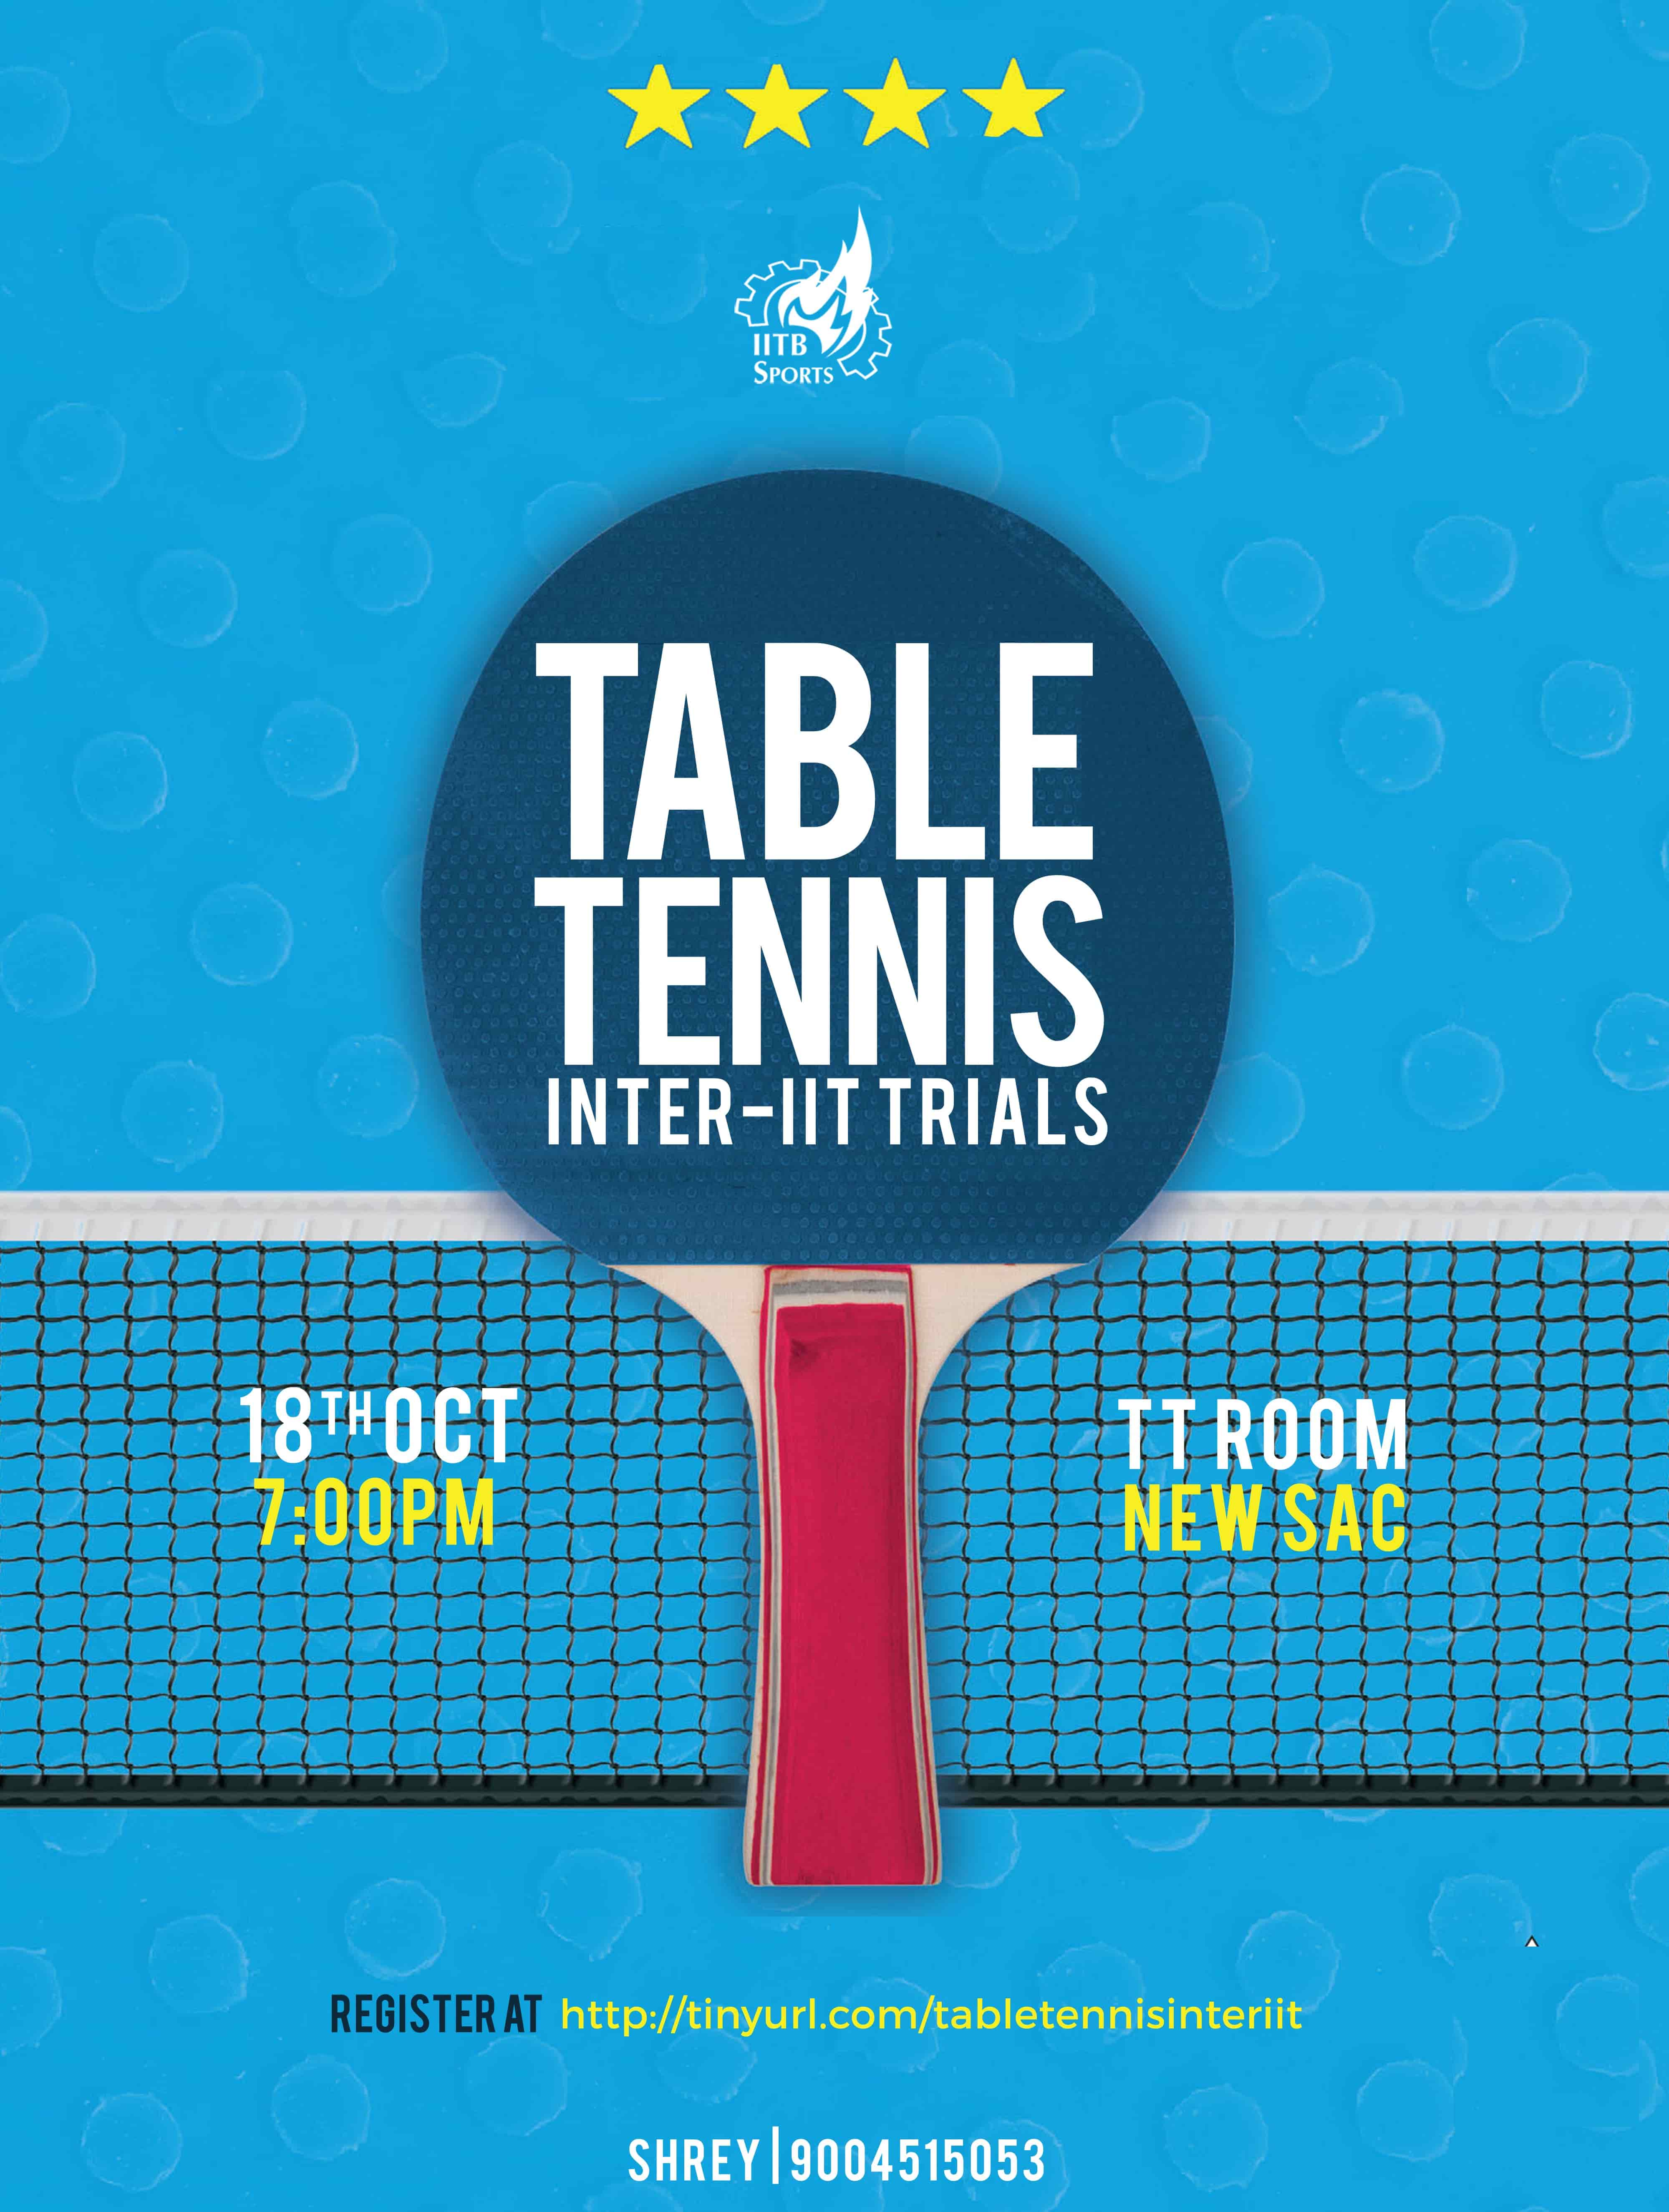 IITB
SPORTS
TABLE
TENNIS
INTER-IIT TRIALS
18TH OCT
7:00PM
TT ROOM
NEW SAC
REGISTER AT http://tinyurl.com/tabletennisinteriit
SHREY|9004515053